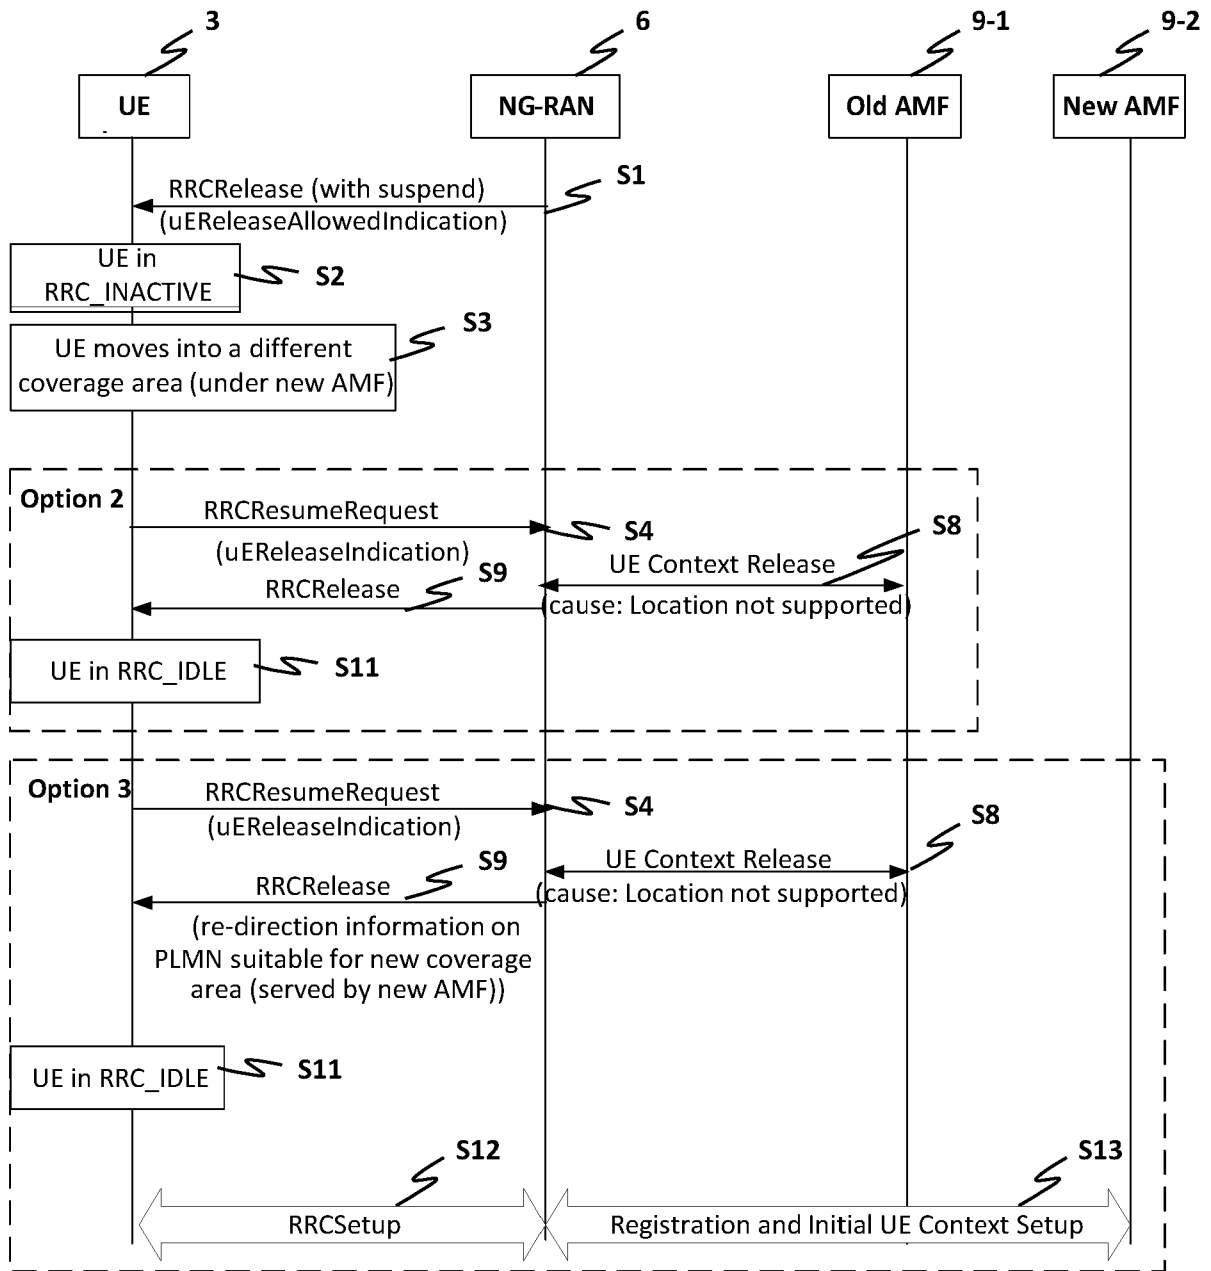 3
6
9-1
9-2
UE
NG-RAN
Old AMF
New AMF
S1
RRCRelease (with suspend)
(uEReleaseAllowedIndication)
UE in
RRC_INACTIVE
S2
S3
UE moves into a different
coverage area (under new AMF)
Option 2
RRCResumeRequest
S4
S8
(uEReleaseIndication)
UE Context Release
S9
RRCRelease
(cause: Location not supported)
UE in RRC_IDLE
S11
Option 3
RRCResumeRequest
S4
S8
(uEReleaseIndication)
UE Context Release
S9
RRCRelease
(cause: Location not supported)
(re-direction information on
PLMN suitable for new coverage
area (served by new AMF))
UE in RRC_IDLE
S11
S12
S13
RRCSetup
Registration and Initial UE Context Setup